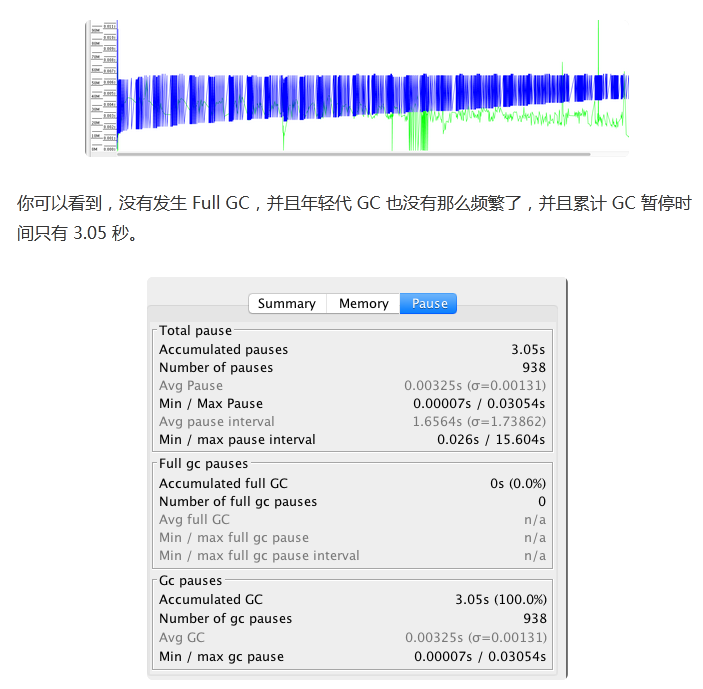 你可以看到，没有发生 Full GC，并且年轻代 GC 也没有那么频繁了，并且累计 GC 暂停时
间只有 3.05 秒。
Summary Memory Pause
Total pause
Accumulated pauses 3.05s
Number of pauses 938
Avg Pause 0.00325s (σ=0.00131)
Min / Max Pause 0.00007s / 0.03054s
Avg pause interval 1.6564s (σ=1.73862)
Min / max pause interval 0.026s / 15.604s
Full gc pauses
Accumulated full GC 0s (0.0%)
Number of full gc pauses 0
Avg full GC n/a
Min / max full gc pause n/a
Min / max full gc pause interval n/a
Gc pauses
Accumulated GC 3.05s (100.0%)
Number of gc pauses 938
Avg GC 0.00325s (σ=0.00131)
Min / max gc pause 0.00007s / 0.03054s